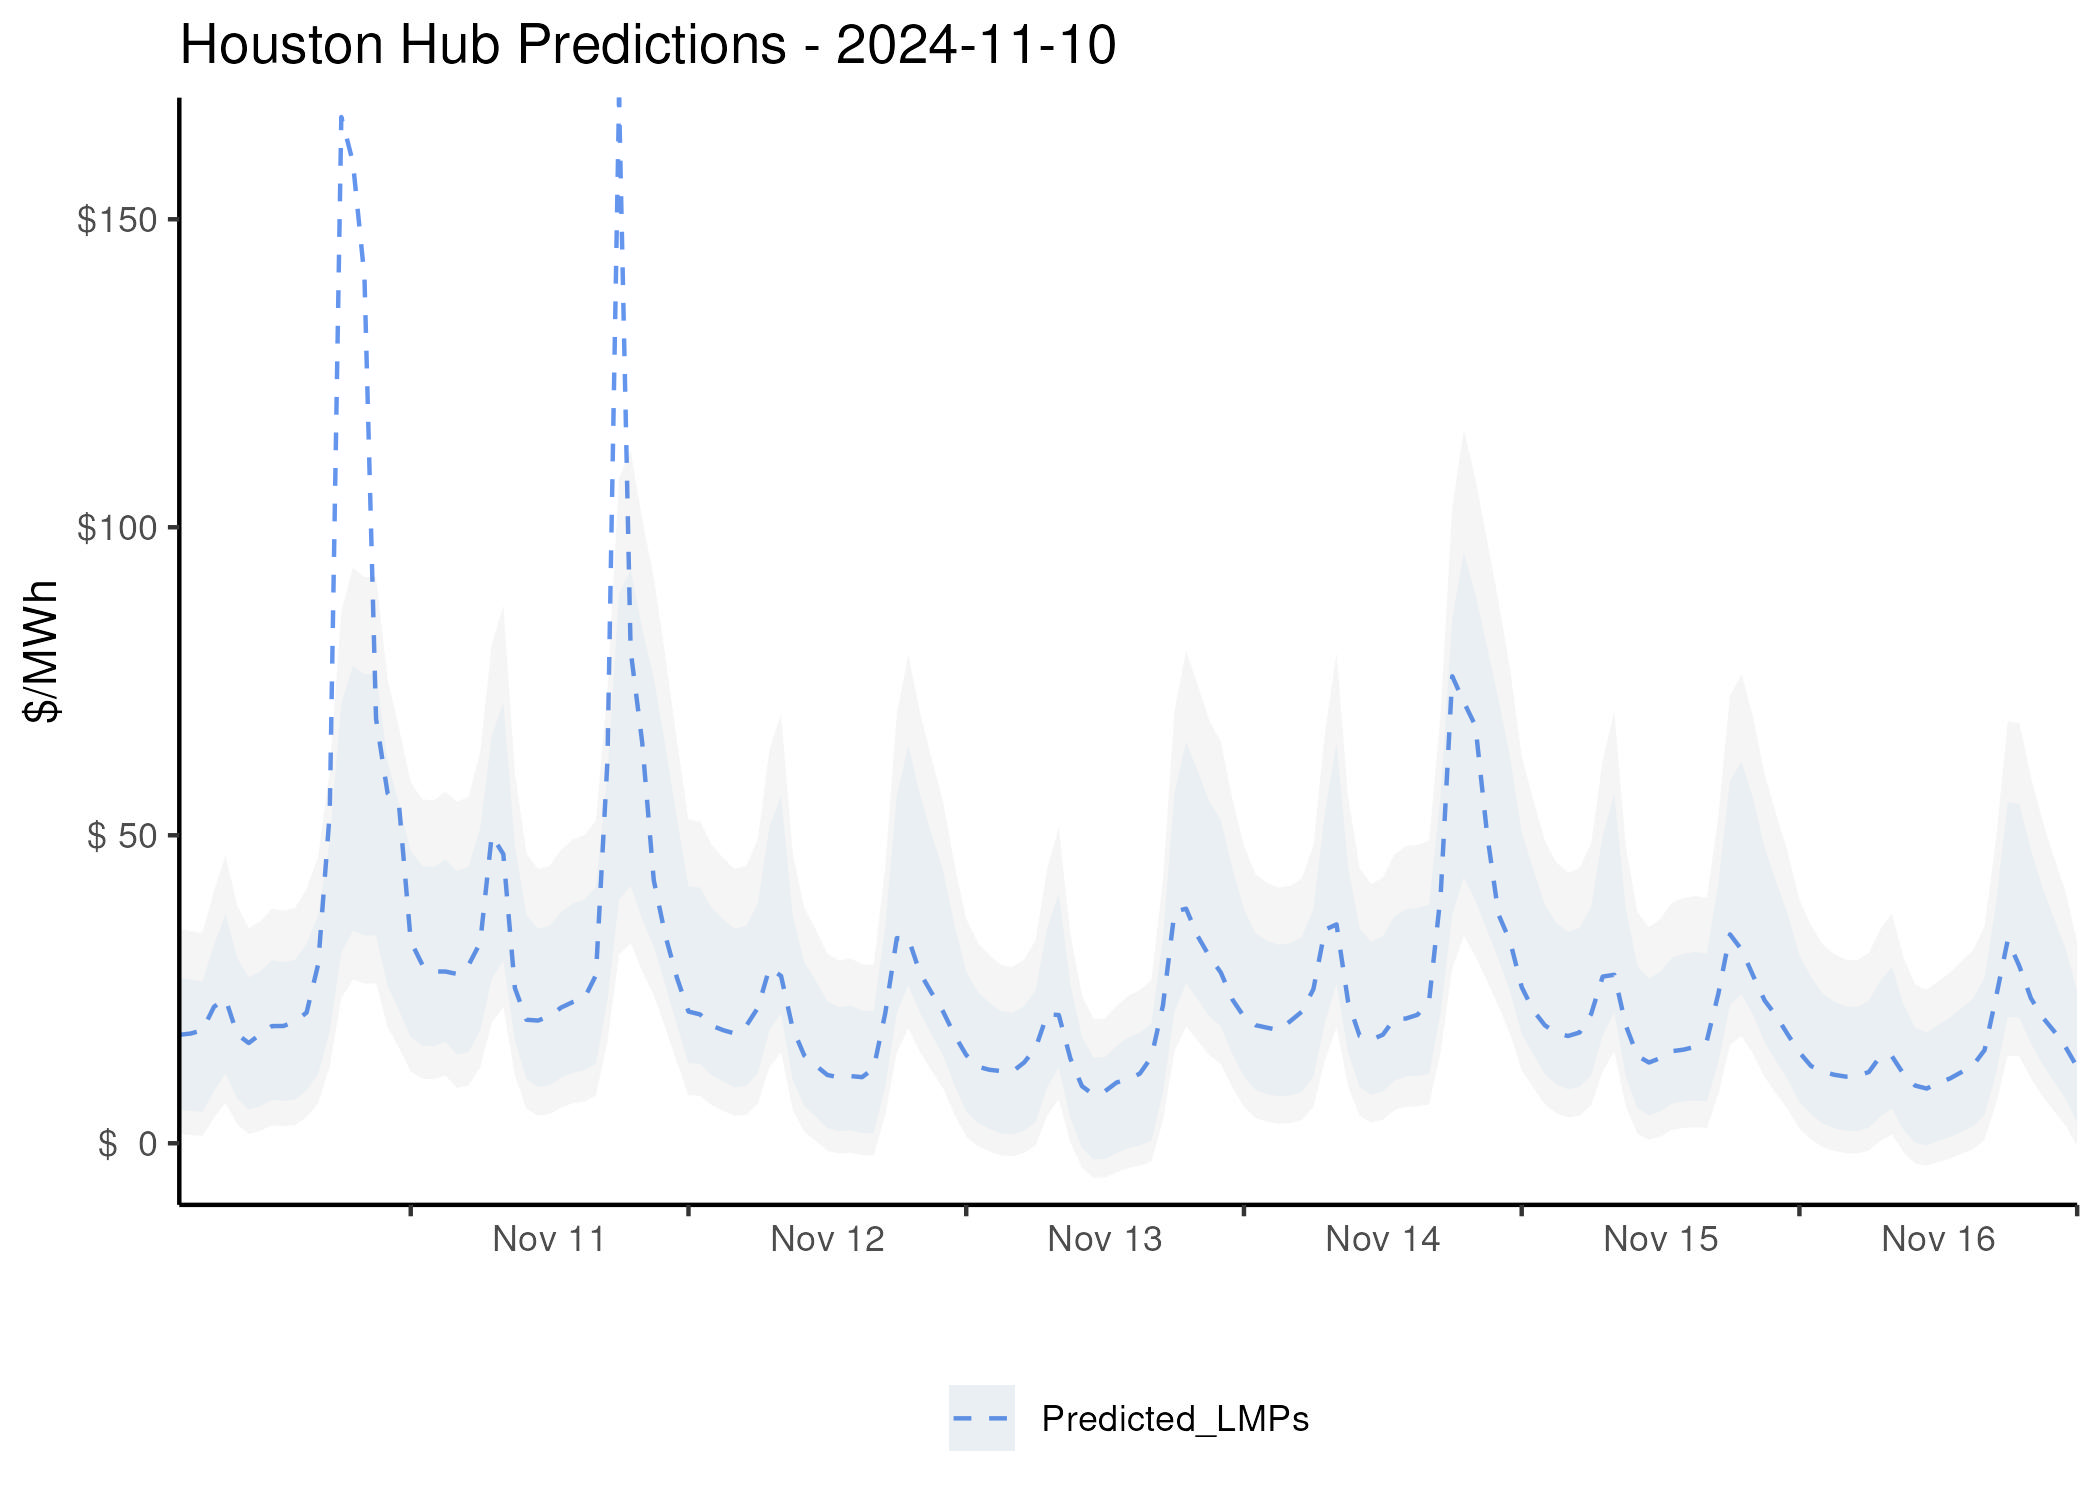 Houston Hub Predictions - 2024-11-10
$150
$100
$ 50
$ 0
$/MWh
Nov 11 Nov 12 Nov 13 Nov 14 Nov 15 Nov 16
Predicted_LMPs